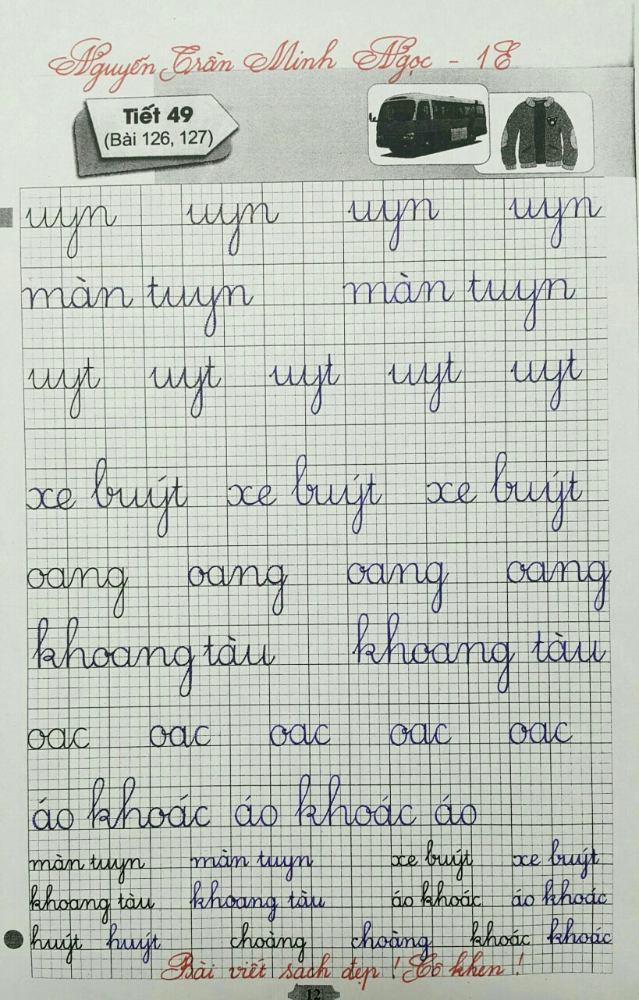 Nguyễn Trần Minh Ngọc - 1E
Tiết 49
(Bài 126, 127)
uyn uyn uyn uyn
màn tuyn màn tuyn
uyt uyt uyt uyt uyt
xe buýt xe buýt xe buýt
oang oang oang oang
khoang tàu khoang tàu
oac oac oac oac oac
áo khoác áo khoác áo
màn tuyn màn tuyn xe buýt xe buýt
khoang tàu khoang tàu áo khoác áo khoác
huýt huýt choàng choàng khoác khoác
Bài viết sạch đẹp! Cô khen!
12